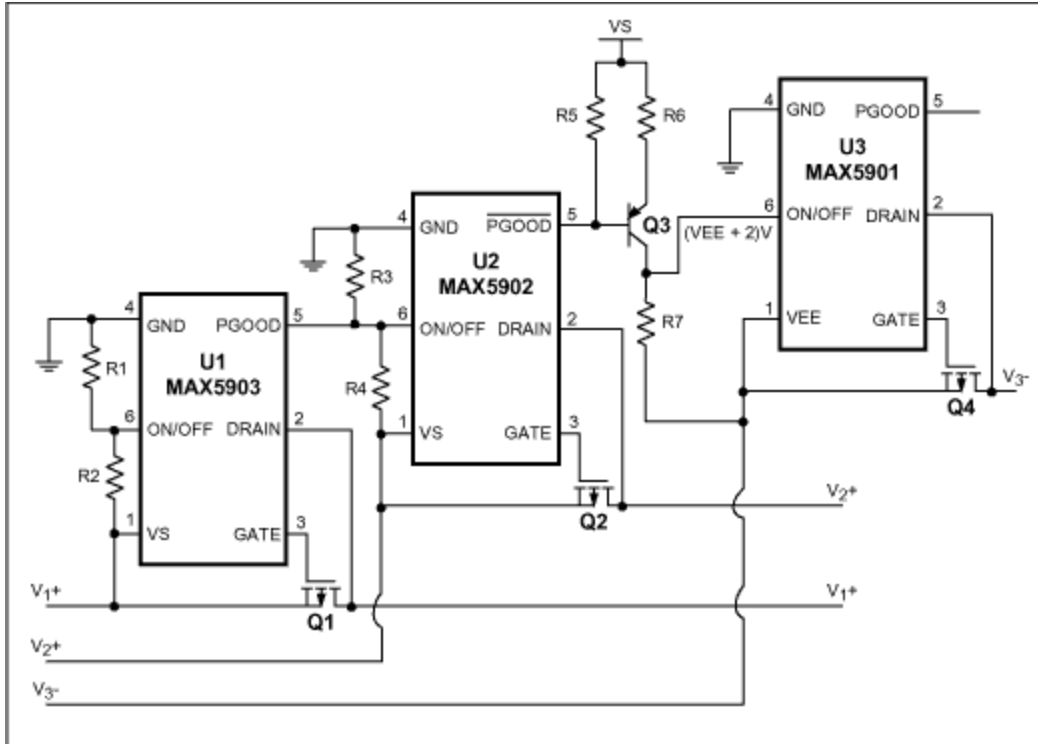 VS
R5
R6
4
GND
PGOOD
5
U3
MAX5901
6
ON/OFF
DRAIN
2
(VEE + 2)V
1
VEE
GATE
3
Q3
R7
Q4
V3-
4
GND
PGOOD
5
U2
MAX5902
R3
6
ON/OFF
DRAIN
2
R4
1
VS
GATE
3
Q2
V2+
4
GND
PGOOD
5
R1
U1
MAX5903
6
ON/OFF
DRAIN
2
R2
1
VS
GATE
3
V1+
Q1
V1+
V2+
V3-